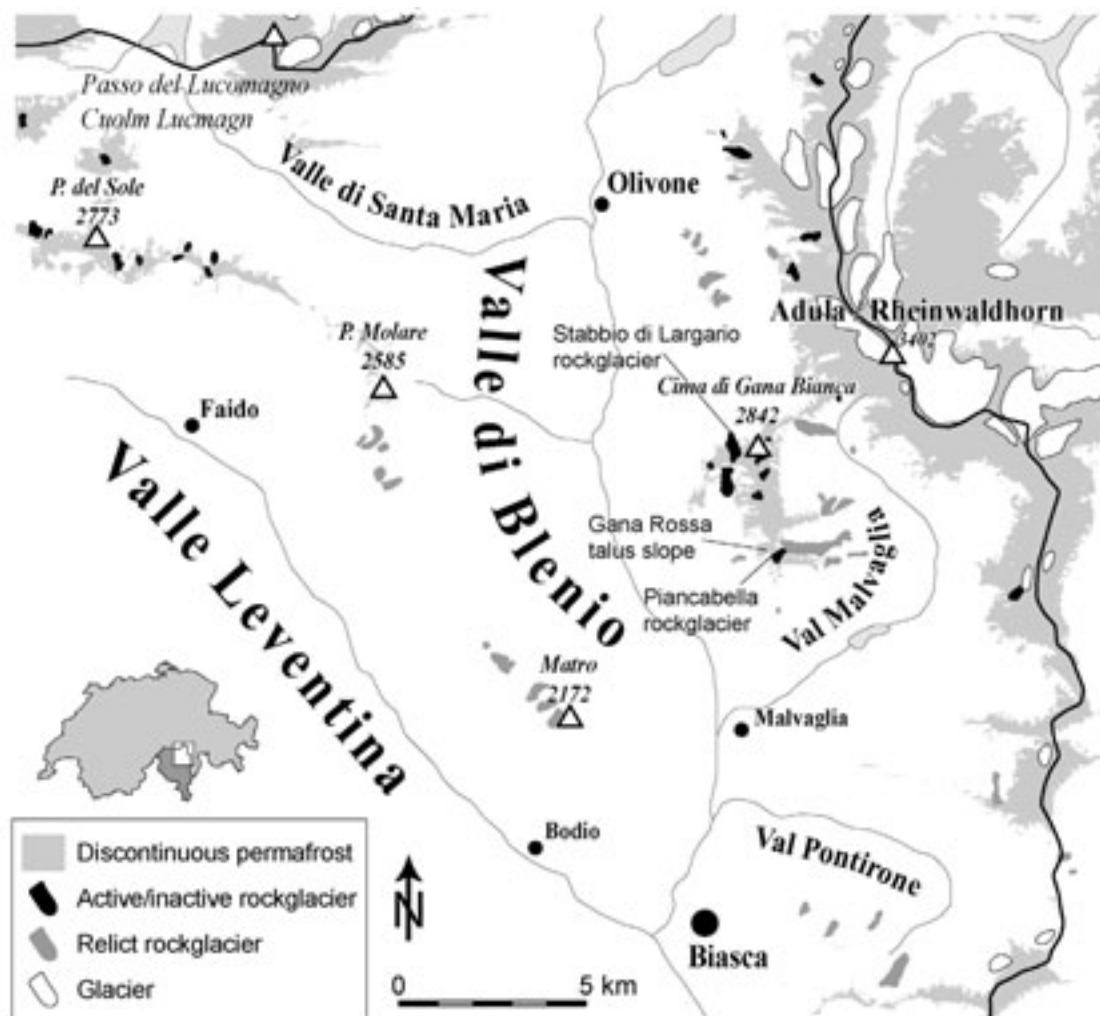 Passo del Lucomagno
Cuolm Lucmagn
P. del Sole
2773
Valle di Santa Maria
Olivone
Adula / Rheinwaldhorn
3402
Stabbio di Largario
rockglacier
P. Molare
2585
Cima di Gana Bianca
2842
Faido
Valle di Blenio
Valle Leventina
Gana Rossa
talus slope
Piancabella
rockglacier
Val Malvaglia
Matro
2172
Malvaglia
Bodio
Val Pontirone
Biasca
Discontinuous permafrost
Active/inactive rockglacier
Relict rockglacier
Glacier
N
0 5 km